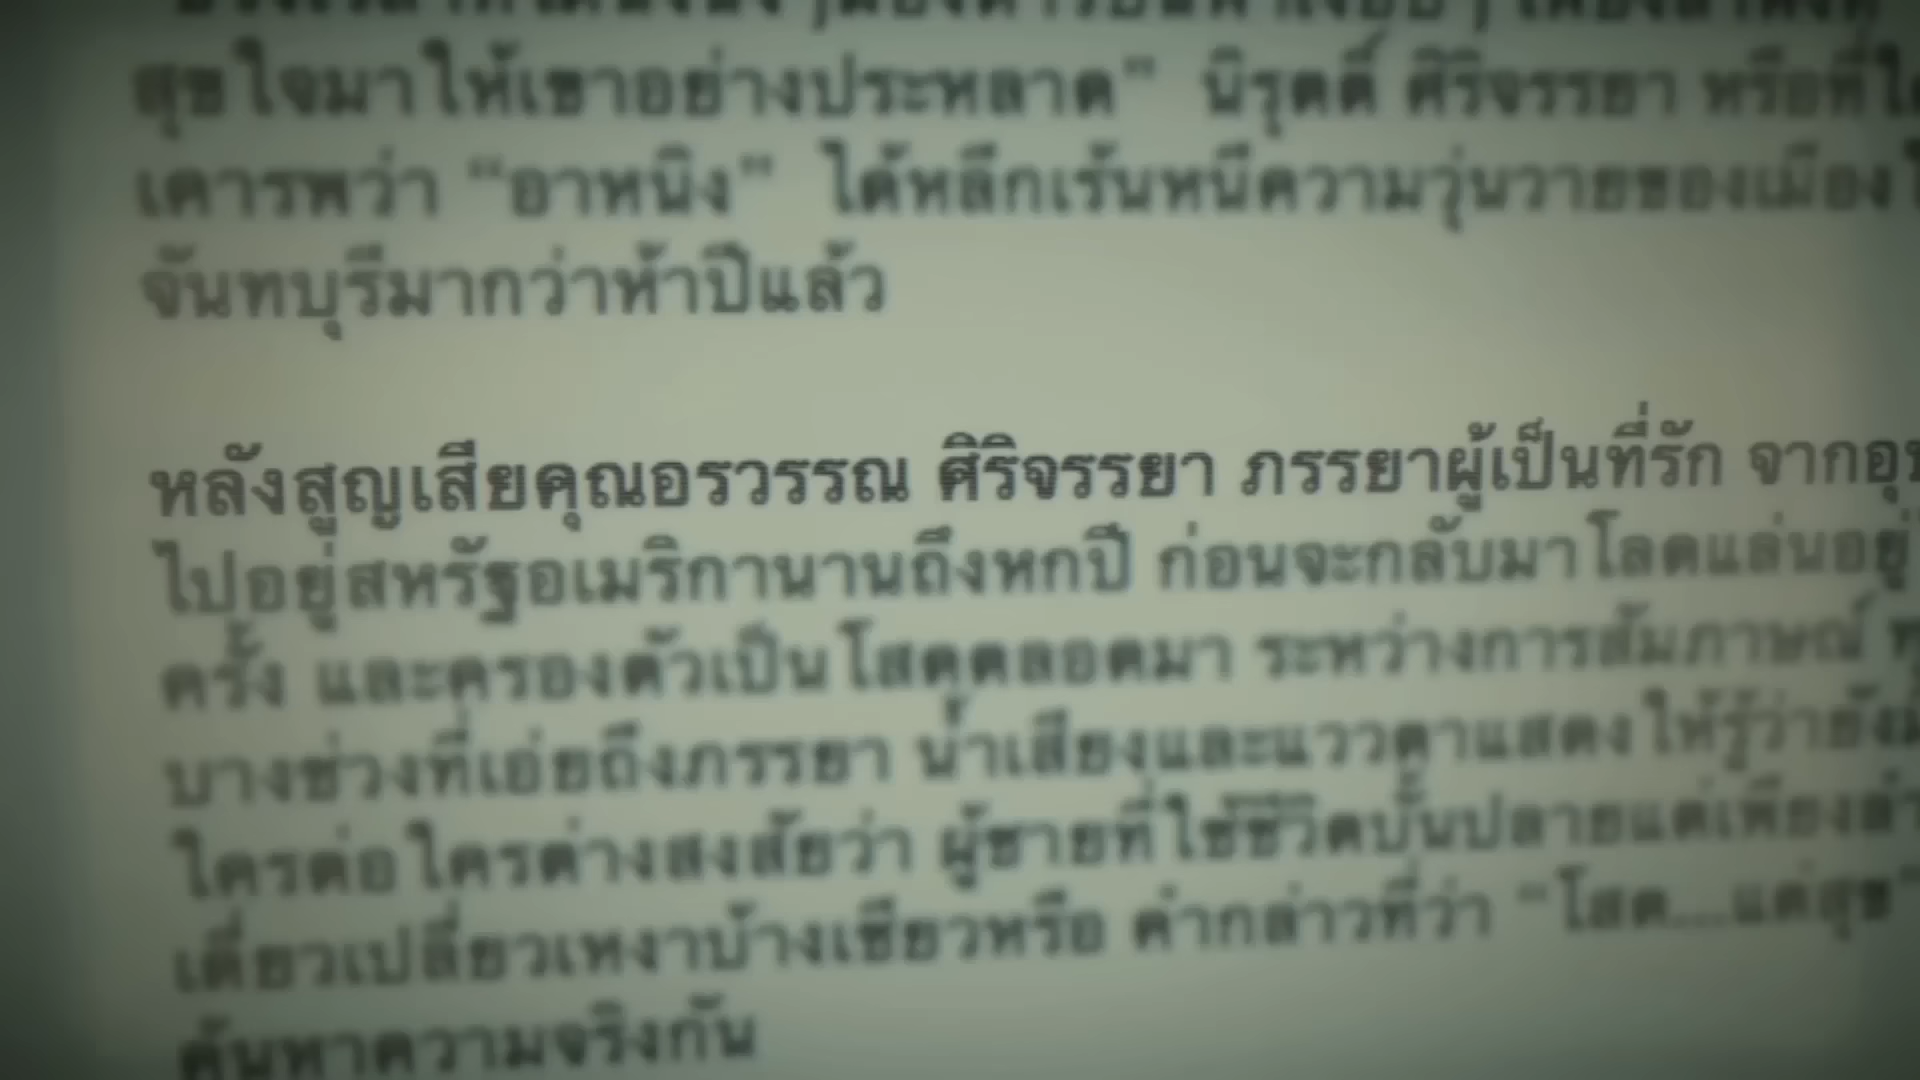 สุขใจมาให้เขาอย่างประหลาด" นิรุตติ์ ศิริจรรยา หรือที่ใ
เคารพว่า "อาหนิง" ได้หลีกเร้นหนีความวุ่นวายของเมือง
จันทบุรีมากว่าห้าปีแล้ว
หลังสูญเสียคุณอรวรรณ ศิริจรรยา ภรรยาผู้เป็นที่รัก จาก
ไปอยู่สหรัฐอเมริกานานถึงหกปี ก่อนจะกลับมาโลดแล่นอยู่
ครั้ง และครองตัวเป็นโสดตลอดมา ระหว่างการสัมภาษณ์
บางช่วงที่เอ่ยถึงภรรยา น้ำเสียงและแววตาแสดงให้รู้ว่ายัง
ใครต่อใครต่างสงสัยว่า ผู้ชายที่ใช้ชีวิตบั้นปลายแต่เพียง
เดี่ยวเปลี่ยวเหงาบ้างเชียวหรือ คำกล่าวที่ว่า "โสด...แต่สุข"
ค้นหาความจริงกัน